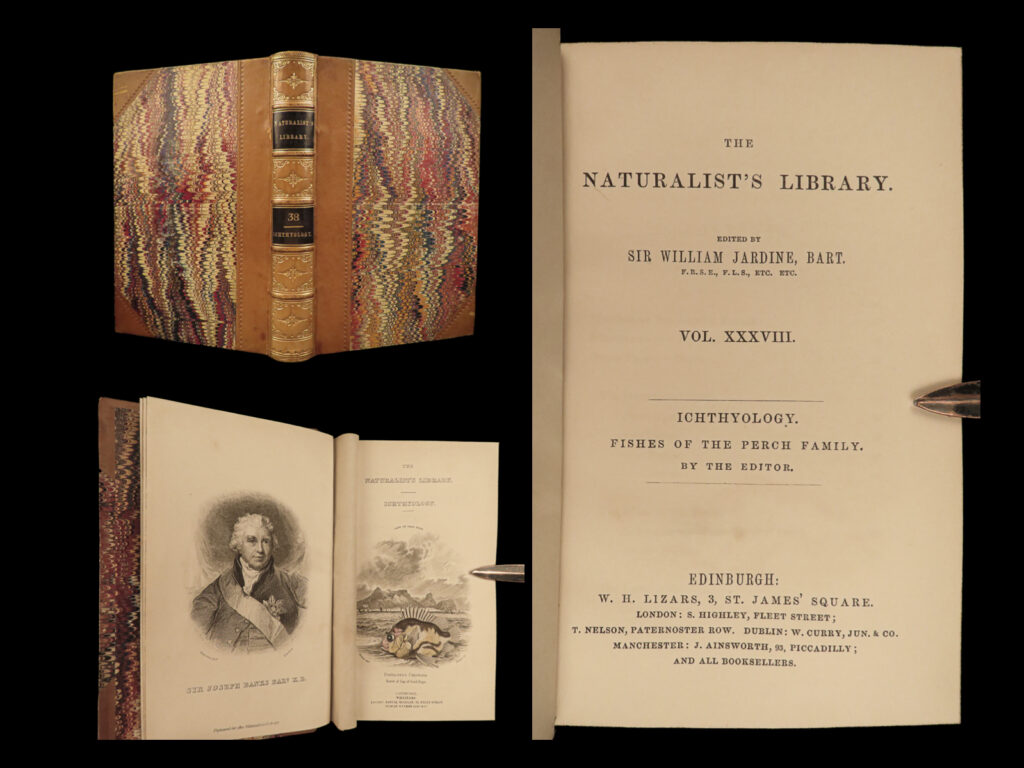 NATURALIST'S
LIBRARY.
38
ICHTHYOLOGY.
THE
NATURALIST'S LIBRARY.
EDITED BY
SIR WILLIAM JARDINE, BART.
F.R.S.E., F.L.S., ETC. ETC.
VOL. XXXVIII.
ICHTHYOLOGY.
FISHES OF THE PERCH FAMILY.
BY THE EDITOR.
EDINBURGH:
W. H. LIZARS, 3, ST. JAMES' SQUARE.
LONDON: S. HIGHLEY, FLEET STREET;
T. NELSON, PATERNOSTER ROW. DUBLIN: W. CURRY, JUN. & CO.
MANCHESTER: J. AINSWORTH, 93, PICCADILLY;
AND ALL BOOKSELLERS.
SIR JOSEPH BANKS BART. K.B.
THE
NATURALIST'S LIBRARY.
ICHTHYOLOGY.